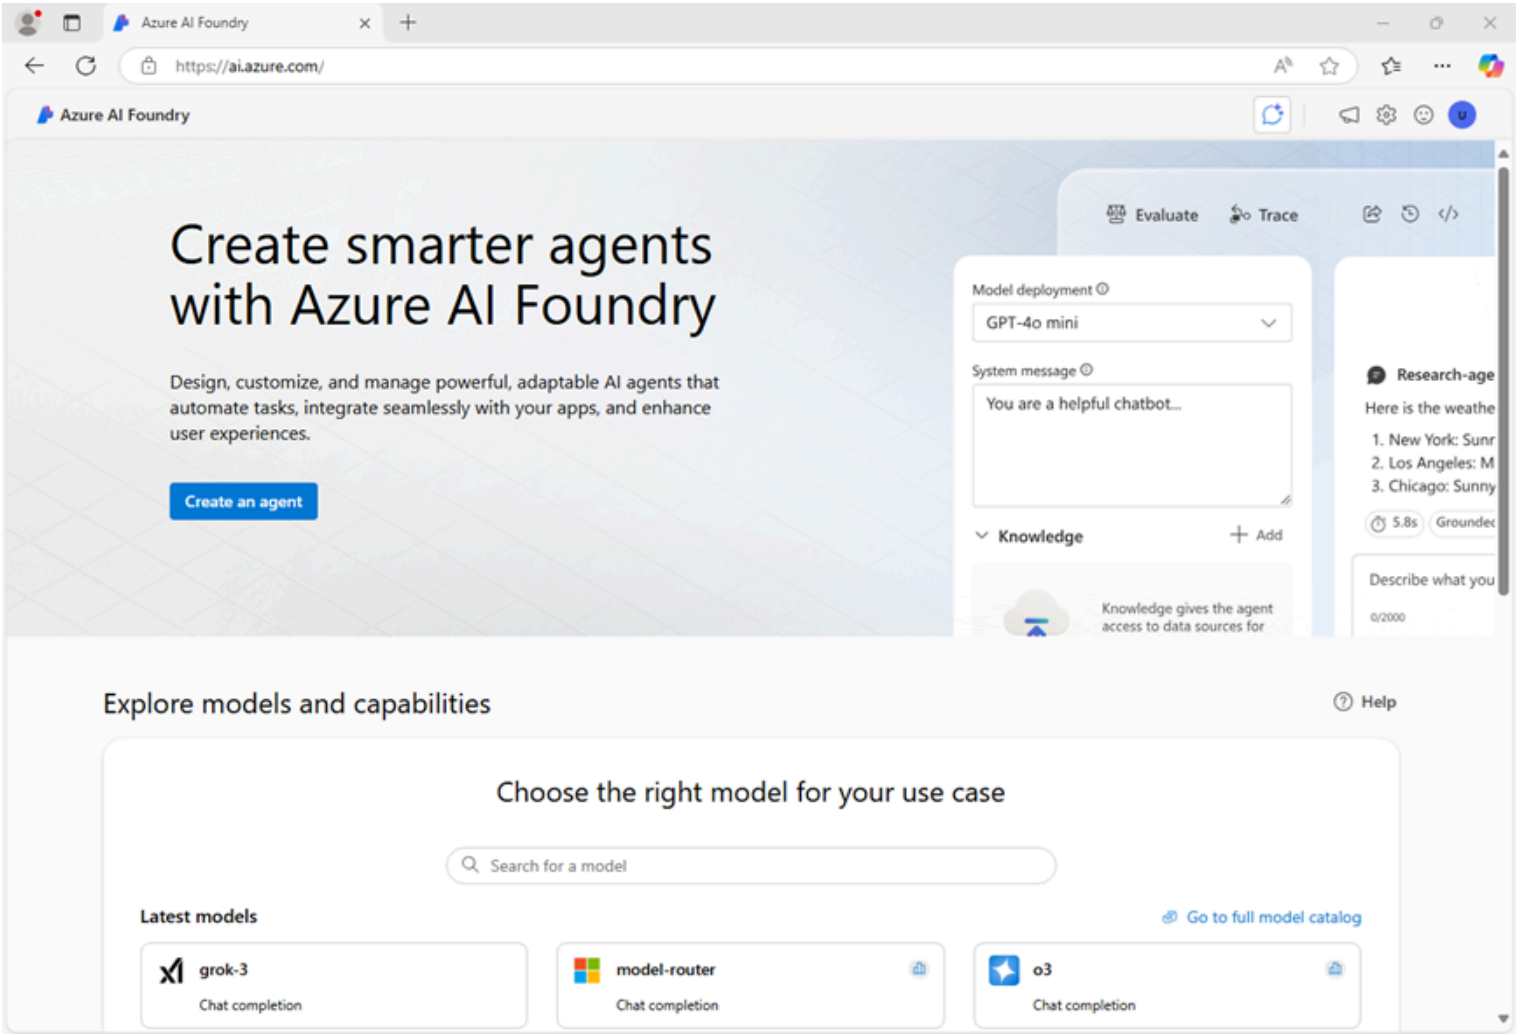 Azure AI Foundry
https://ai.azure.com/
Azure AI Foundry
U
Create smarter agents
with Azure AI Foundry
Design, customize, and manage powerful, adaptable AI agents that
automate tasks, integrate seamlessly with your apps, and enhance
user experiences.
Create an agent
Evaluate
Trace
Model deployment
GPT-4o mini
System message
You are a helpful chatbot...
Knowledge
Add
Knowledge gives the agent
access to data sources for
Research-age
Here is the weathe
1. New York: Sunr
2. Los Angeles: M
3. Chicago: Sunny
5.8s
Grounded
Describe what you
0/2000
Explore models and capabilities
Help
Choose the right model for your use case
Search for a model
Latest models
Go to full model catalog
grok-3
Chat completion
model-router
Chat completion
o3
Chat completion